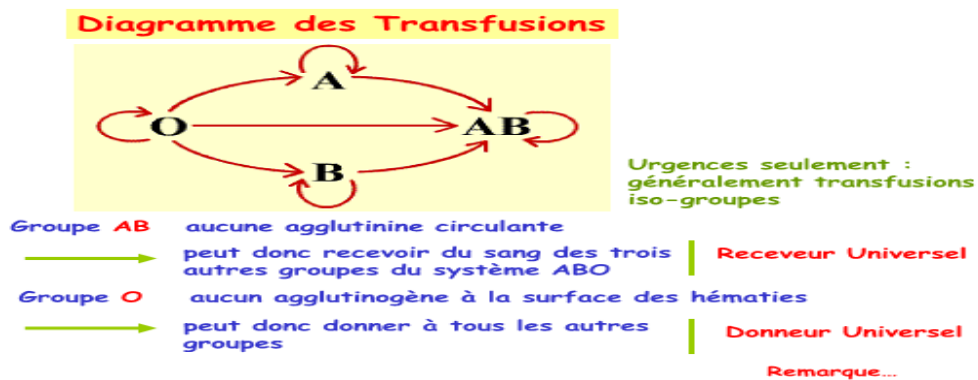 Diagramme des Transfusions
A
O
AB
B
Urgences seulement :
généralement transfusions
iso-groupes
Groupe AB aucune agglutinine circulante
peut donc recevoir du sang des trois
autres groupes du système ABO
Receveur Universel
Groupe O aucun agglutinogène à la surface des hématies
peut donc donner à tous les autres
groupes
Donneur Universel
Remarque...